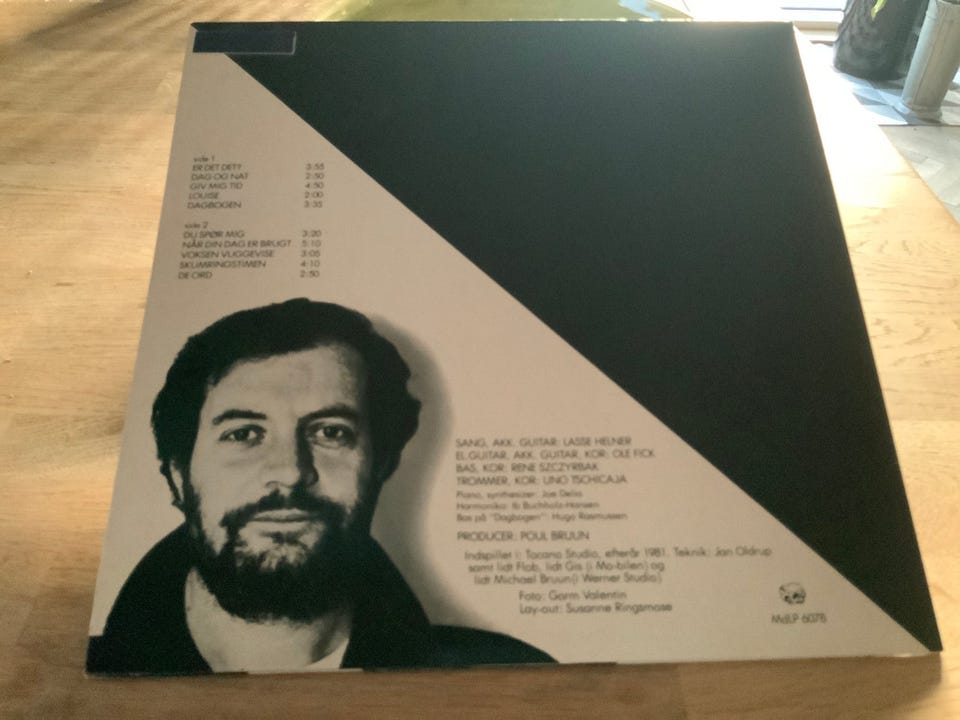 side 1
ER DET DET? 3:55
DAG OG NAT 2:50
GIV MIG TID 4:50
LOUISE 2:00
DAGBOGEN 3:35
side 2
DU SPØR MIG 3:20
NÅR DIN DAG ER BRUGT 5:10
VOKSEN VUGGEVISE 3:05
SKUMRINGSTIMEN 4:10
DE ORD 2:50
SANG, AKK. GUITAR: LASSE HELNER
EL.GUITAR, AKK. GUITAR, KOR: OLE FICK
BAS, KOR: RENE SZCZYRBAK
TROMMER, KOR: UNO TSCHICAJA
Piano, synthesizer: Joe Delss
Harmonika: Ib Buchholtz-Hansen
Bas på "Dagbogen": Hugo Rasmussen
PRODUCER: POUL BRUUN
Indspillet i: Tocano Studio, efterår 1981. Teknik: Jan Oldrup
samt lidt Flab, lidt Gis (i Mo-bilen) og
lidt Michael Bruun (i Werner Studio)
Foto: Gorm Valentin
Lay-out: Susanne Ringsmose
MdLP 6078